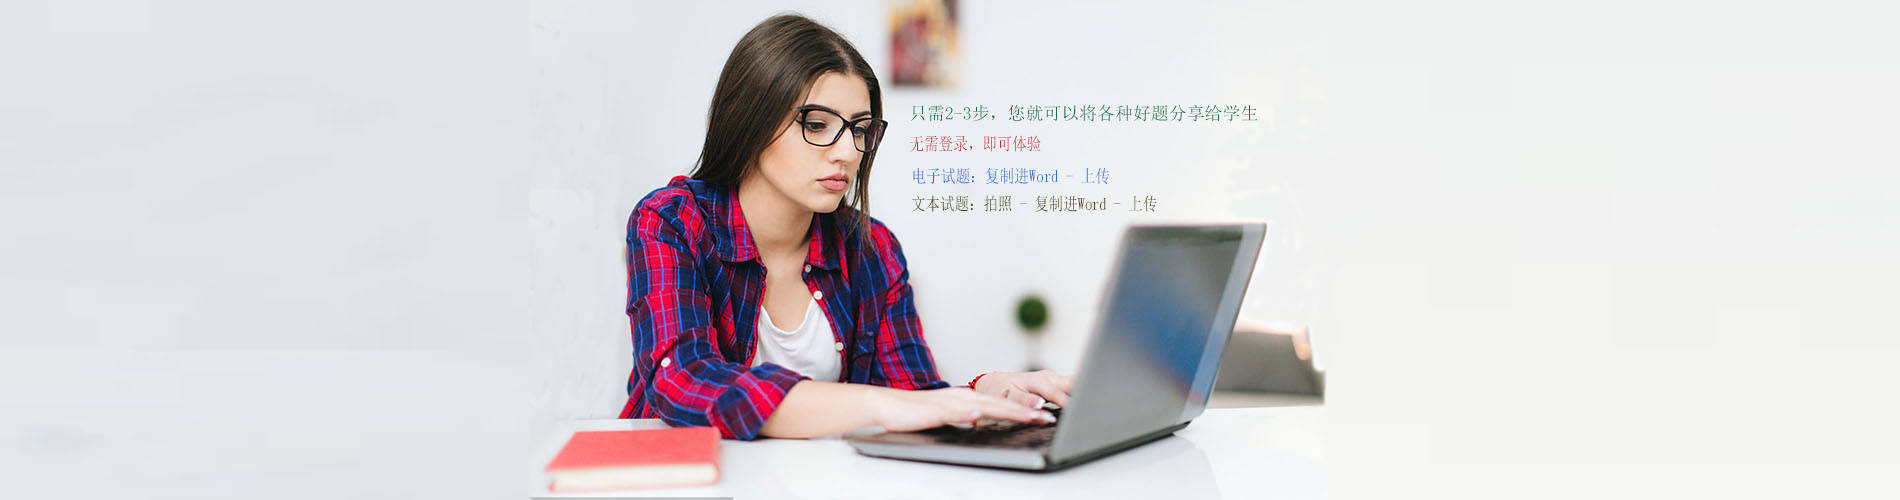 只需2-3步，您就可以将各种好题分享给学生
无需登录，即可体验
电子试题：复制进Word - 上传
文本试题：拍照 - 复制进Word - 上传